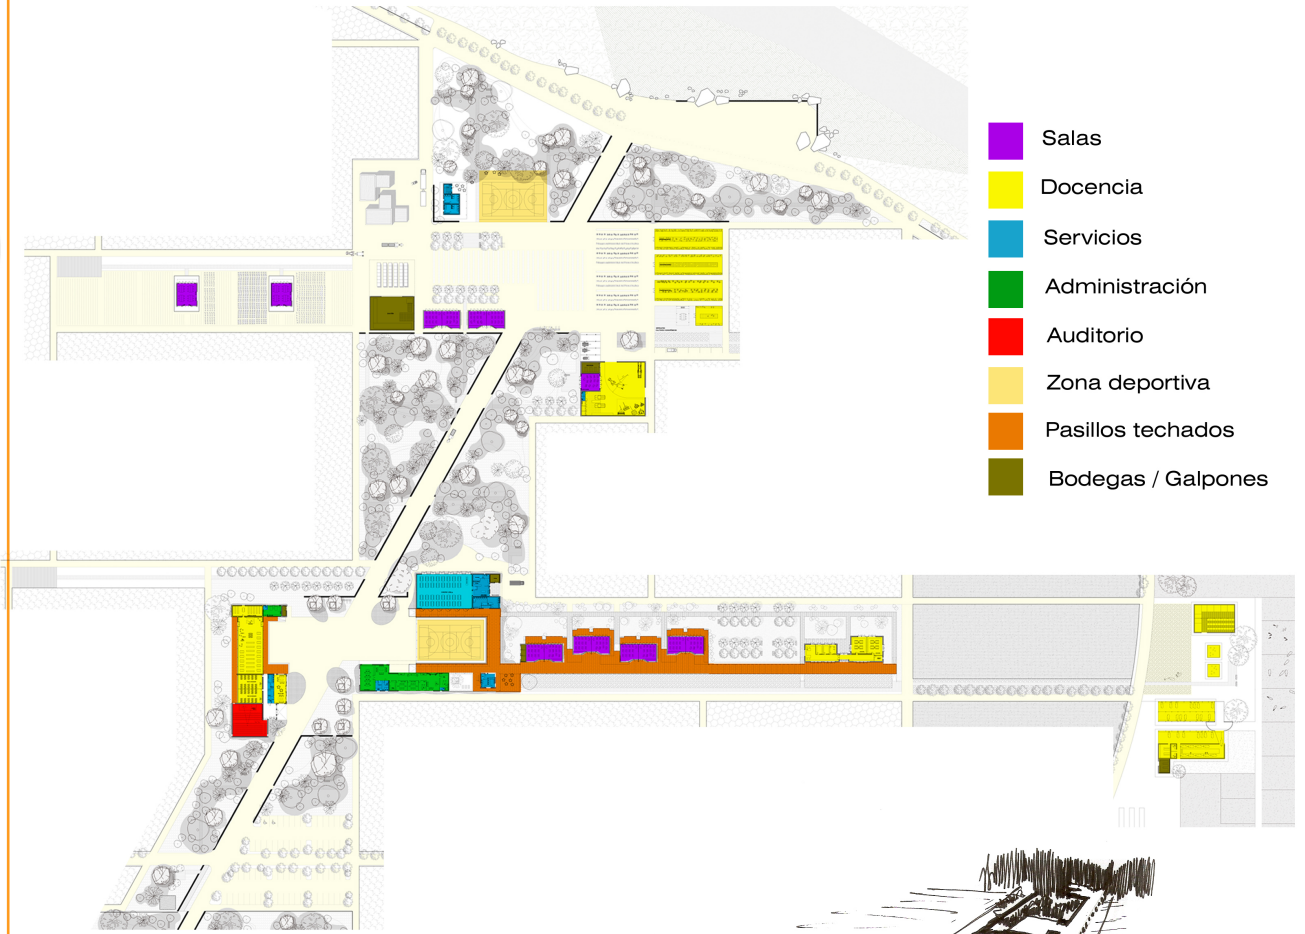 Salas
Docencia
Servicios
Administración
Auditorio
Zona deportiva
Pasillos techados
Bodegas / Galpones